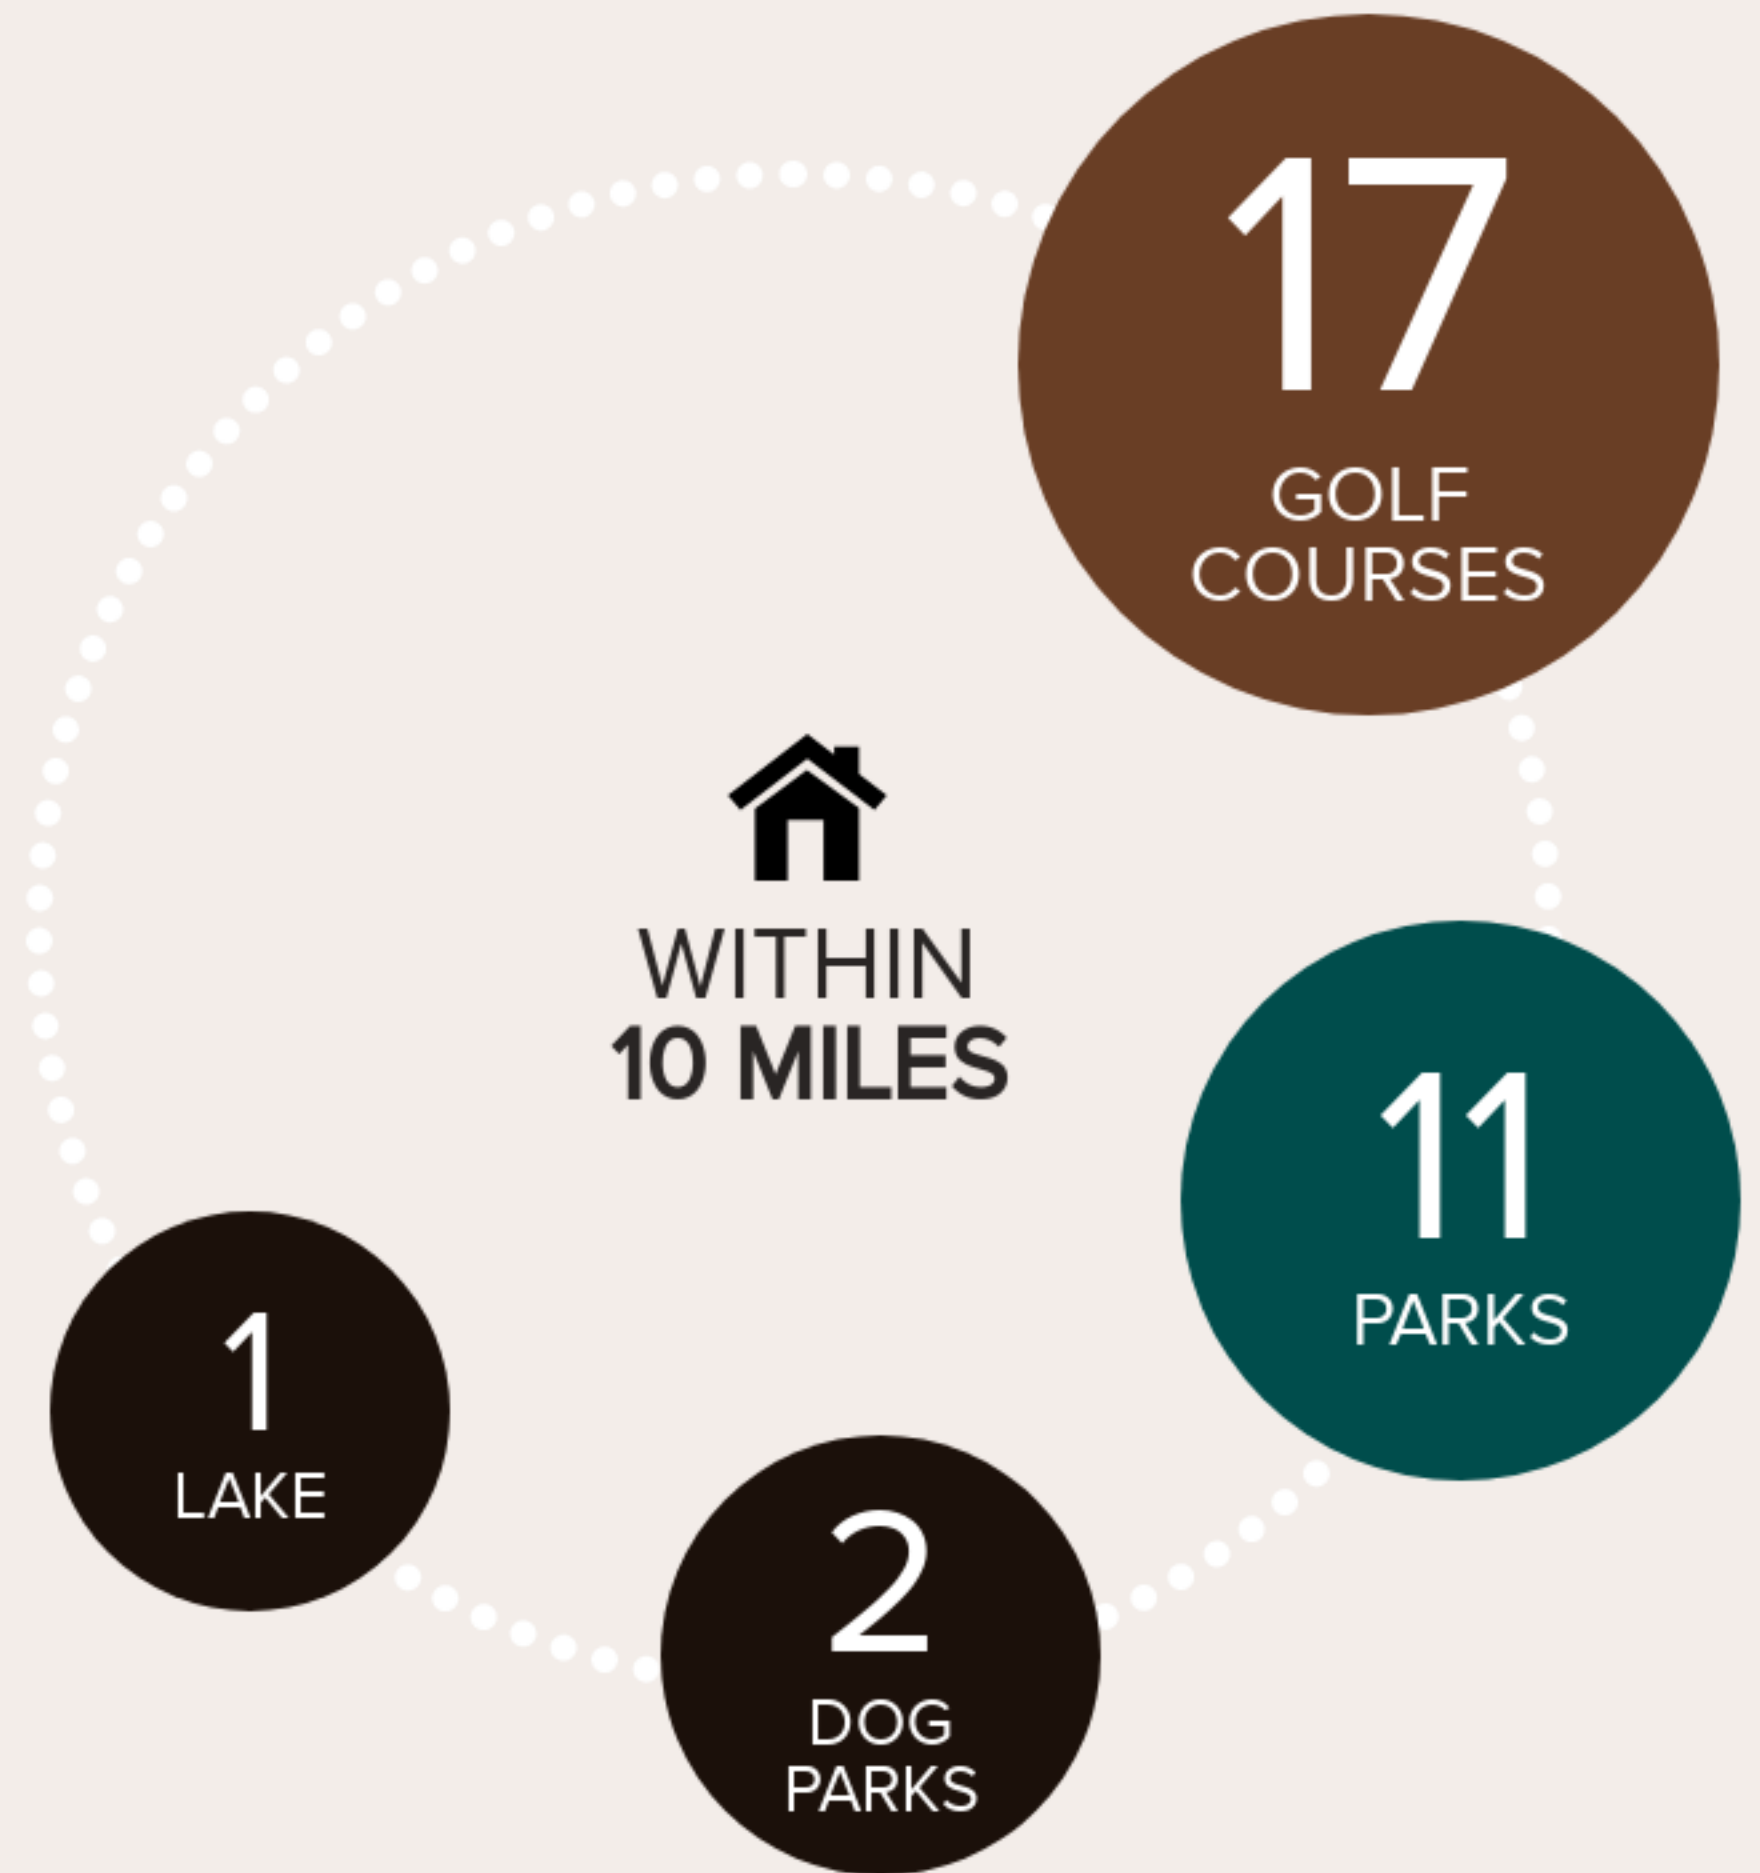 17
GOLF
COURSES
WITHIN
10 MILES
11
PARKS
1
LAKE
2
DOG
PARKS